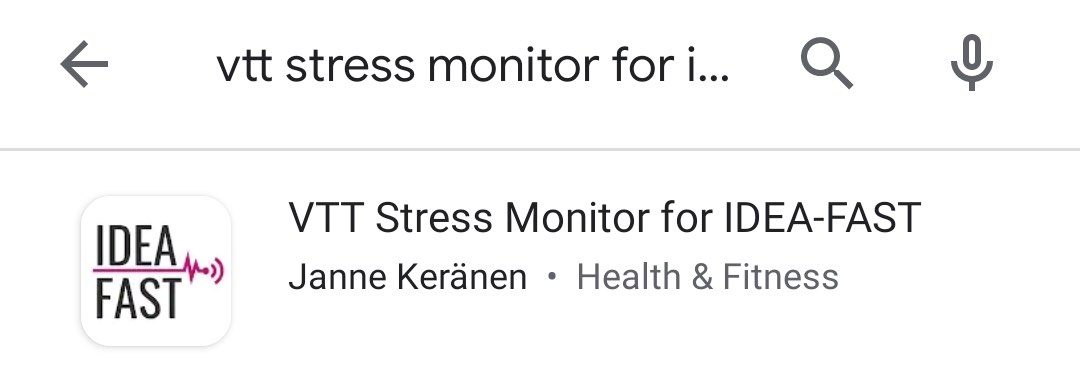 vtt stress monitor for i...
VTT Stress Monitor for IDEA-FAST
Janne Keränen • Health & Fitness
IDEA
FAST